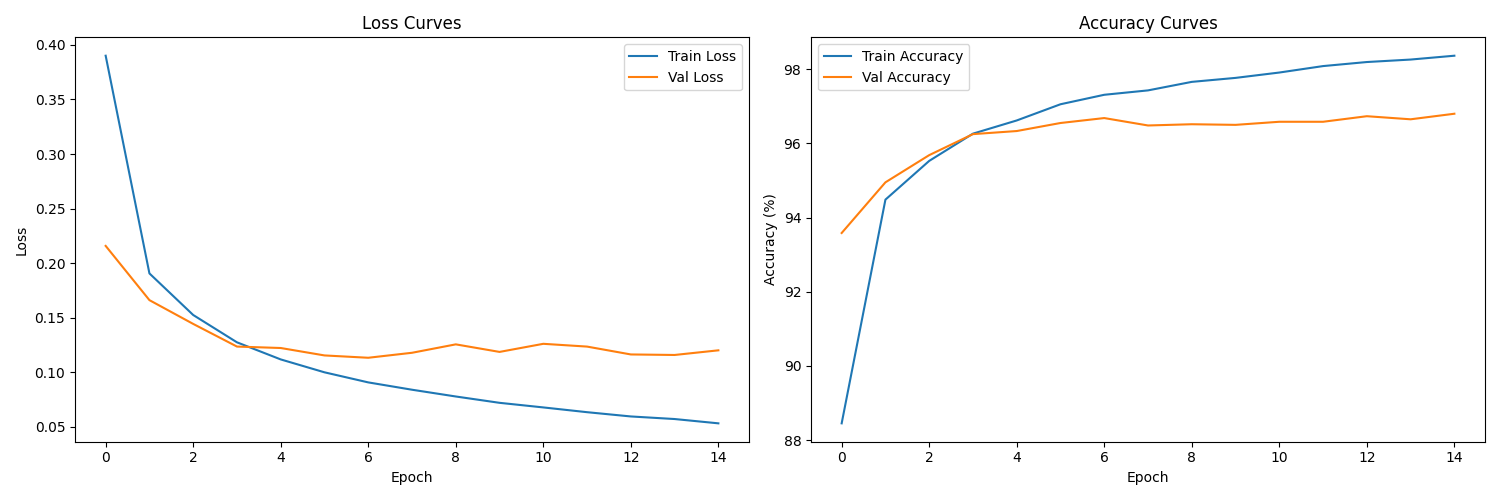 Loss Curves
0.40
0.35
0.30
0.25
0.20
0.15
0.10
0.05
Loss
0 2 4 6 8 10 12 14
Epoch
Train Loss
Val Loss
Accuracy Curves
98
96
94
92
90
88
Accuracy (%)
0 2 4 6 8 10 12 14
Epoch
Train Accuracy
Val Accuracy